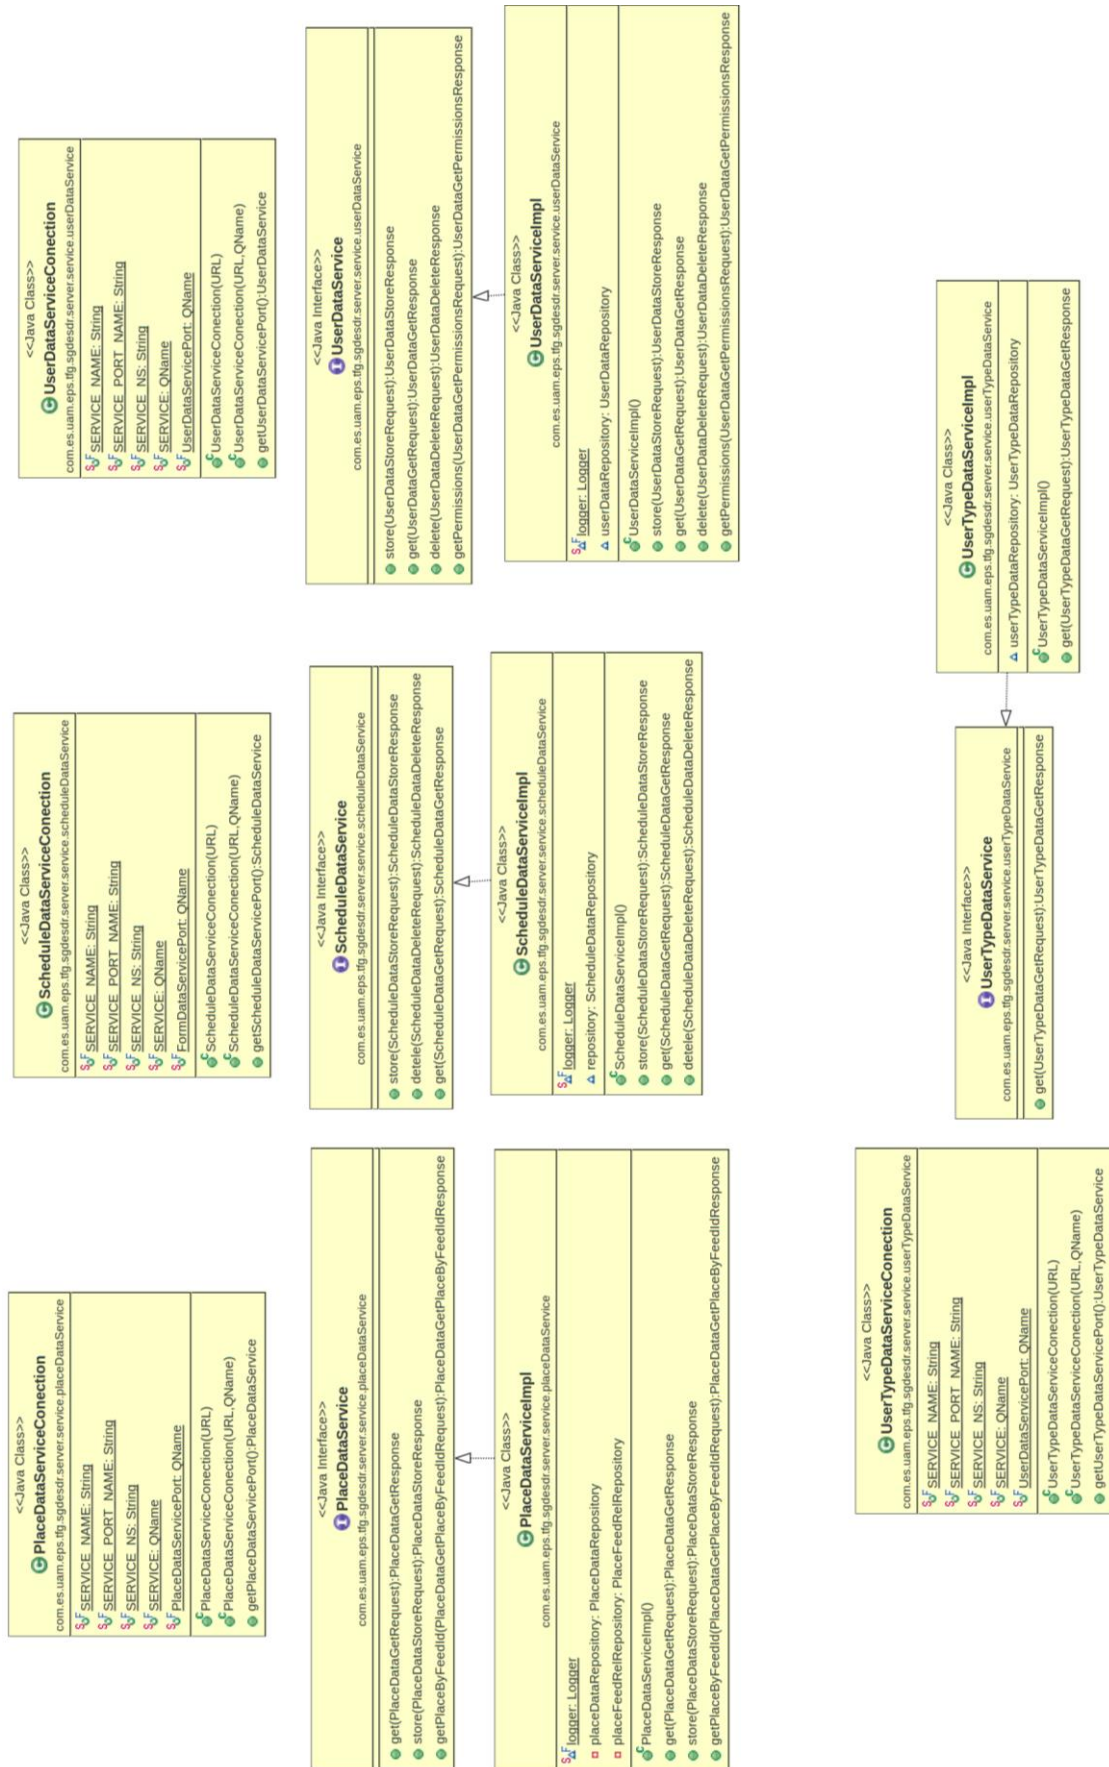 <<Java Class>>
PlaceDataServiceConection
com.es.uam.eps.tfg.sgdesdr.server.service.placeDataService
SERVICE_NAME: String
SERVICE_PORT_NAME: String
SERVICE_NS: String
SERVICE: QName
PlaceDataServicePort: QName
PlaceDataServiceConection(URL)
PlaceDataServiceConection(URL,QName)
getPlaceDataServicePort():PlaceDataService
<<Java Class>>
ScheduleDataServiceConection
com.es.uam.eps.tfg.sgdesdr.server.service.scheduleDataService
SERVICE_NAME: String
SERVICE_PORT_NAME: String
SERVICE_NS: String
SERVICE: QName
FormDataServicePort: QName
ScheduleDataServiceConection(URL)
ScheduleDataServiceConection(URL,QName)
getScheduleDataServicePort():ScheduleDataService
<<Java Class>>
UserDataServiceConection
com.es.uam.eps.tfg.sgdesdr.server.service.userDataService
SERVICE_NAME: String
SERVICE_PORT_NAME: String
SERVICE_NS: String
SERVICE: QName
UserDataServicePort: QName
UserDataServiceConection(URL)
UserDataServiceConection(URL,QName)
getUserDataServicePort():UserDataService
<<Java Interface>>
PlaceDataService
com.es.uam.eps.tfg.sgdesdr.server.service.placeDataService
get(PlaceDataGetRequest):PlaceDataGetResponse
store(PlaceDataStoreRequest):PlaceDataStoreResponse
getPlaceByFeedId(PlaceDataGetPlaceByFeedIdRequest):PlaceDataGetPlaceByFeedIdResponse
<<Java Interface>>
ScheduleDataService
com.es.uam.eps.tfg.sgdesdr.server.service.scheduleDataService
store(ScheduleDataStoreRequest):ScheduleDataStoreResponse
detele(ScheduleDataDeleteRequest):ScheduleDataDeleteResponse
get(ScheduleDataGetRequest):ScheduleDataGetResponse
<<Java Interface>>
UserDataService
com.es.uam.eps.tfg.sgdesdr.server.service.userDataService
store(UserDataStoreRequest):UserDataStoreResponse
get(UserDataGetRequest):UserDataGetResponse
delete(UserDataDeleteRequest):UserDataDeleteResponse
getPermissions(UserDataGetPermissionsRequest):UserDataGetPermissionsResponse
<<Java Class>>
PlaceDataServiceImpl
com.es.uam.eps.tfg.sgdesdr.server.service.placeDataService
logger: Logger
placeDataRepository: PlaceDataRepository
placeFeedRelRepository: PlaceFeedRelRepository
PlaceDataServiceImpl()
get(PlaceDataGetRequest):PlaceDataGetResponse
store(PlaceDataStoreRequest):PlaceDataStoreResponse
getPlaceByFeedId(PlaceDataGetPlaceByFeedIdRequest):PlaceDataGetPlaceByFeedIdResponse
<<Java Class>>
ScheduleDataServiceImpl
com.es.uam.eps.tfg.sgdesdr.server.service.scheduleDataService
logger: Logger
repository: ScheduleDataRepository
ScheduleDataServiceImpl()
store(ScheduleDataStoreRequest):ScheduleDataStoreResponse
get(ScheduleDataGetRequest):ScheduleDataGetResponse
detele(ScheduleDataDeleteRequest):ScheduleDataDeleteResponse
<<Java Class>>
UserDataServiceImpl
com.es.uam.eps.tfg.sgdesdr.server.service.userDataService
logger: Logger
userDataRepository: UserDataRepository
UserDataServiceImpl()
store(UserDataStoreRequest):UserDataStoreResponse
get(UserDataGetRequest):UserDataGetResponse
delete(UserDataDeleteRequest):UserDataDeleteResponse
getPermissions(UserDataGetPermissionsRequest):UserDataGetPermissionsResponse
<<Java Class>>
UserTypeDataServiceConection
com.es.uam.eps.tfg.sgdesdr.server.service.userTypeDataService
SERVICE_NAME: String
SERVICE_PORT_NAME: String
SERVICE_NS: String
SERVICE: QName
UserDataServicePort: QName
UserTypeDataServiceConection(URL)
UserTypeDataServiceConection(URL,QName)
getUserTypeDataServicePort():UserTypeDataService
<<Java Interface>>
UserTypeDataService
com.es.uam.eps.tfg.sgdesdr.server.service.userTypeDataService
get(UserTypeDataGetRequest):UserTypeDataGetResponse
<<Java Class>>
UserTypeDataServiceImpl
com.es.uam.eps.tfg.sgdesdr.server.service.userTypeDataService
userTypeDataRepository: UserTypeDataRepository
UserTypeDataServiceImpl()
get(UserTypeDataGetRequest):UserTypeDataGetResponse